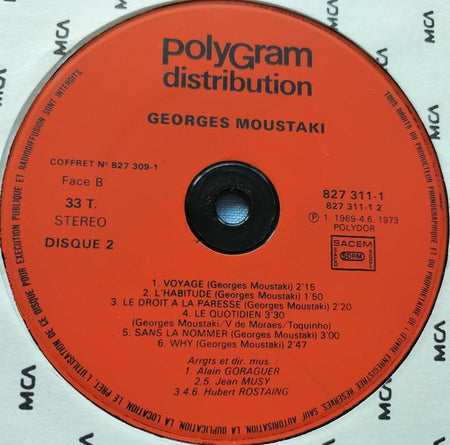 polyGram
distribution
GEORGES MOUSTAKI
COFFRET N° 827 309-1
Face B
33 T.
STEREO
DISQUE 2
827 311-1
827 311-1 2
℗ 1. 1969-4.6. 1973
POLYDOR
SACEM
SDRM
1. VOYAGE (Georges Moustaki) 2'15
2. L'HABITUDE (Georges Moustaki) 1'50
3. LE DROIT A LA PARESSE (Georges Moustaki) 2'20
4. LE QUOTIDIEN 3'30
(Georges Moustaki/V de Moraes/Toquinho)
5. SANS LA NOMMER (Georges Moustaki) 3'00
6. WHY (Georges Moustaki) 2'47
Arrgts et dir. mus. :
1. Alain GORAGUER
2.5. Jean MUSY
3.4.6. Hubert ROSTAING
TOUS DROITS DU PRODUCTEUR PHONOGRAPHIQUE ET DU PROPRIETAIRE DE L'ŒUVRE ENREGISTREE RESERVES. SAUF AUTORISATION, LA DUPLICATION, LA LOCATION, LE PRET, L'UTILISATION DE CE DISQUE POUR EXECUTION PUBLIQUE ET RADIODIFFUSION SONT INTERDITS.
MCA
MCA
MCA
MCA
MCA